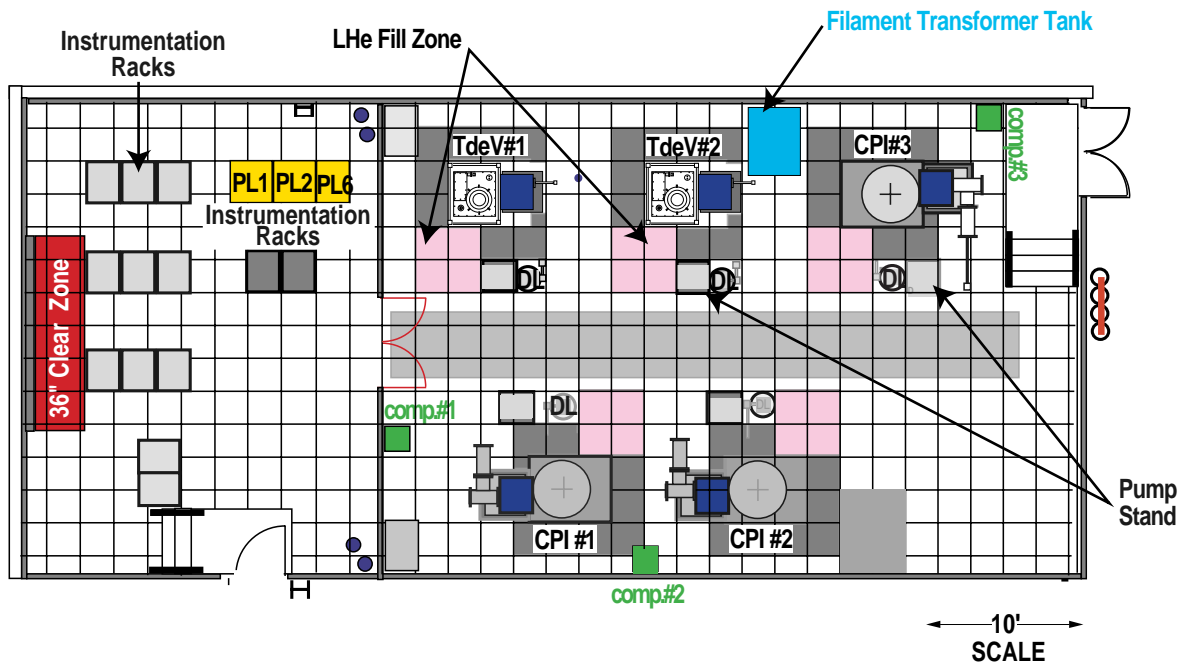 Filament Transformer Tank
LHe Fill Zone
Instrumentation
Racks
comp.#3
TdeV#1
TdeV#2
CPI#3
PL1
PL2
PL6
Instrumentation
Racks
36" Clear Zone
DL
DL
DL
comp.#1
DL
DL
Pump
Stand
CPI #1
CPI #2
comp.#2
10'
SCALE